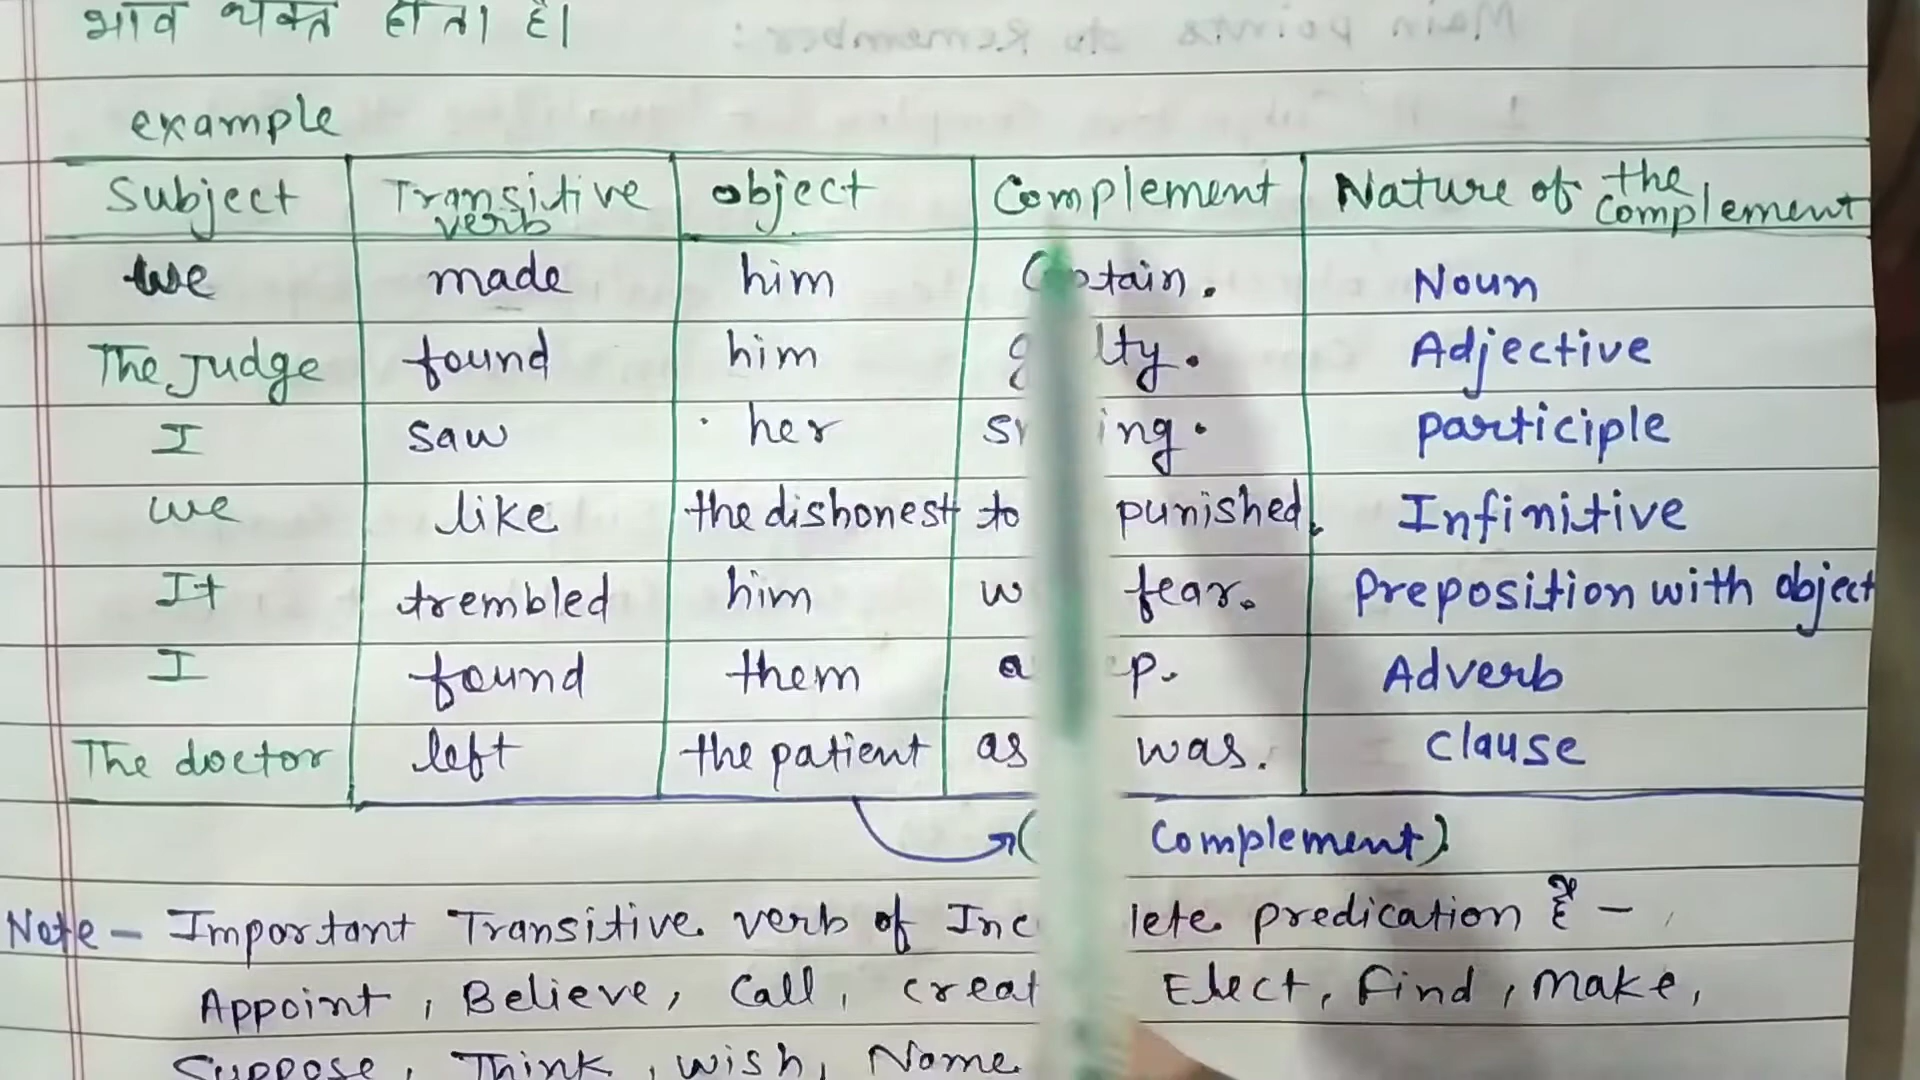 भाव व्यक्त होता है।
example
Subject Transitive verb object Complement Nature of the complement
we made him Noun
The Judge found him Adjective
I saw her participle
we like the dishonest to punished. Infinitive
It trembled him fear. Preposition with object
I found them Adverb
The doctor left the patient as was. clause
Complement)
Note - Important Transitive verb of predication हैं -
Appoint, Believe, Call, Elect, Find, make,
Suppose, Think, wish, Name